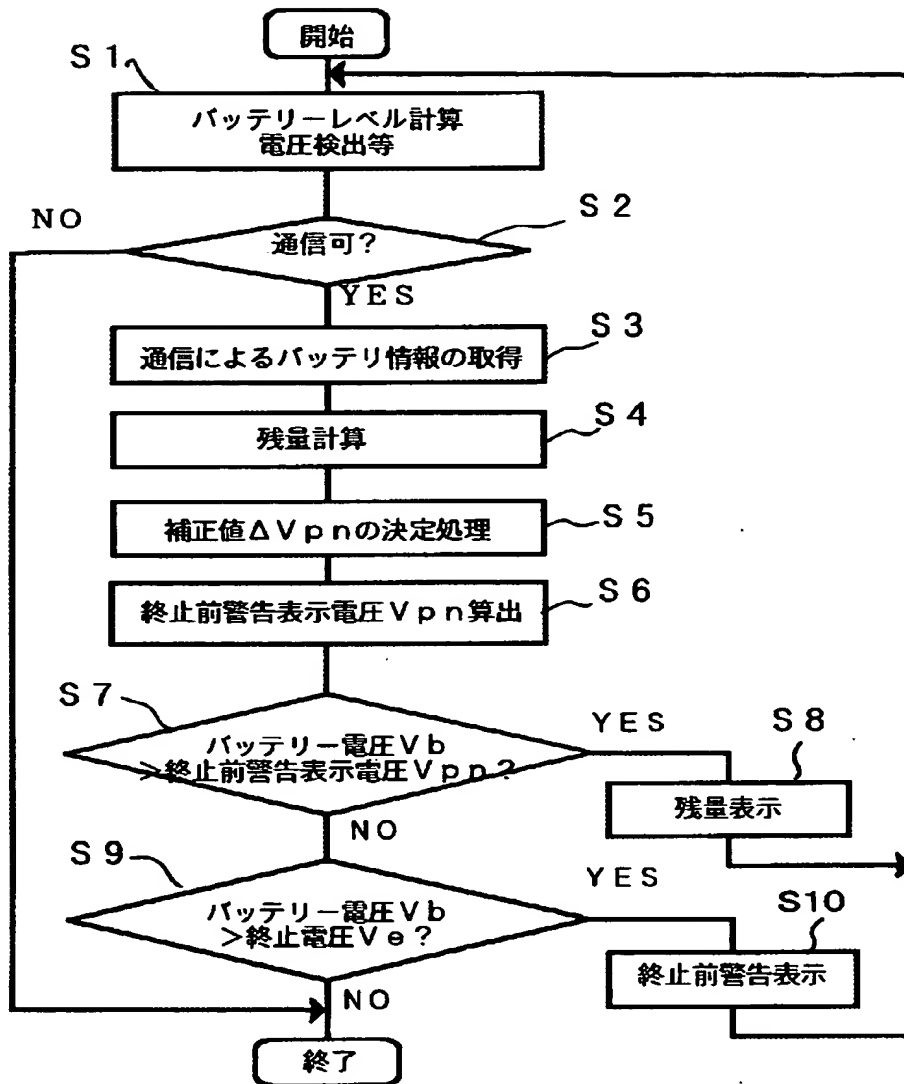 開始
S1
バッテリーレベル計算
電圧検出等
NO
S2
通信可?
YES
S3
通信によるバッテリ情報の取得
S4
残量計算
S5
補正値ΔVpnの決定処理
S6
終止前警告表示電圧Vpn算出
S7
バッテリー電圧Vb
>終止前警告表示電圧Vpn?
YES
S8
残量表示
NO
S9
バッテリー電圧Vb
>終止電圧Ve?
YES
S10
終止前警告表示
NO
終了